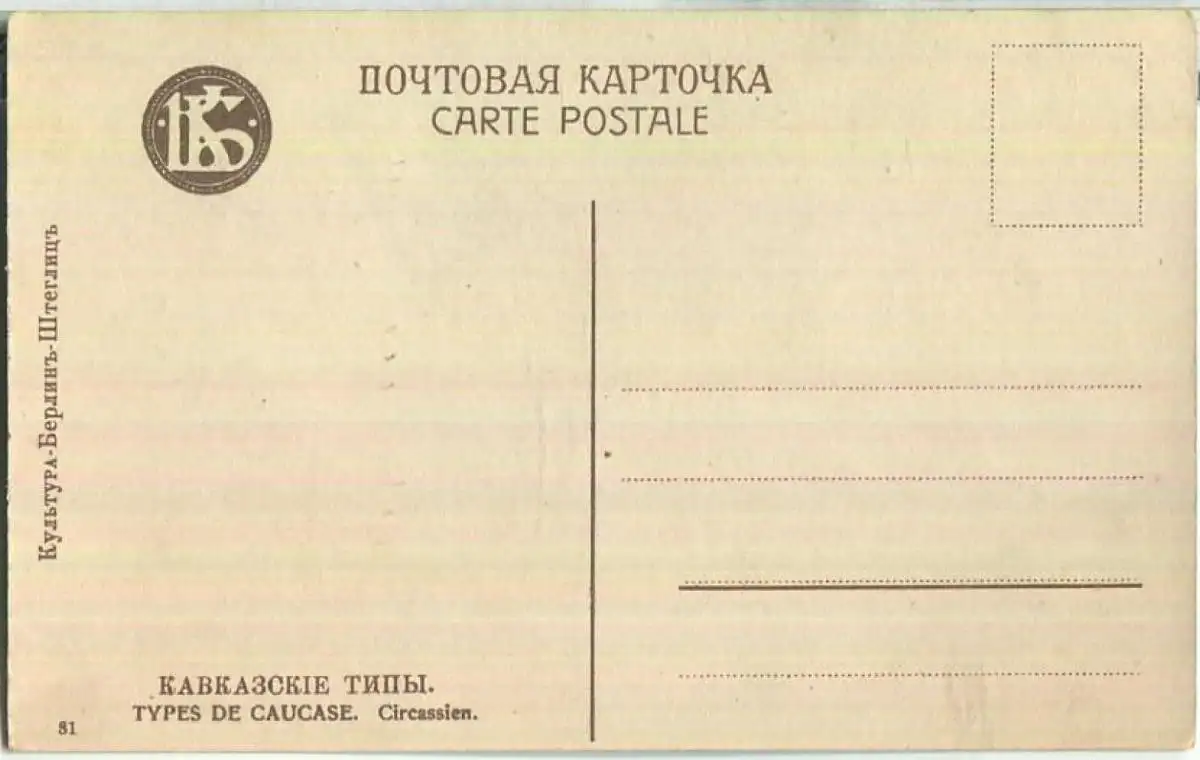 ПОЧТОВАЯ КАРТОЧКА
CARTE POSTALE
Культура-Берлинъ-Штеглицъ
КАВКАЗСКІЕ ТИПЫ.
TYPES DE CAUCASE. Circassien.
81